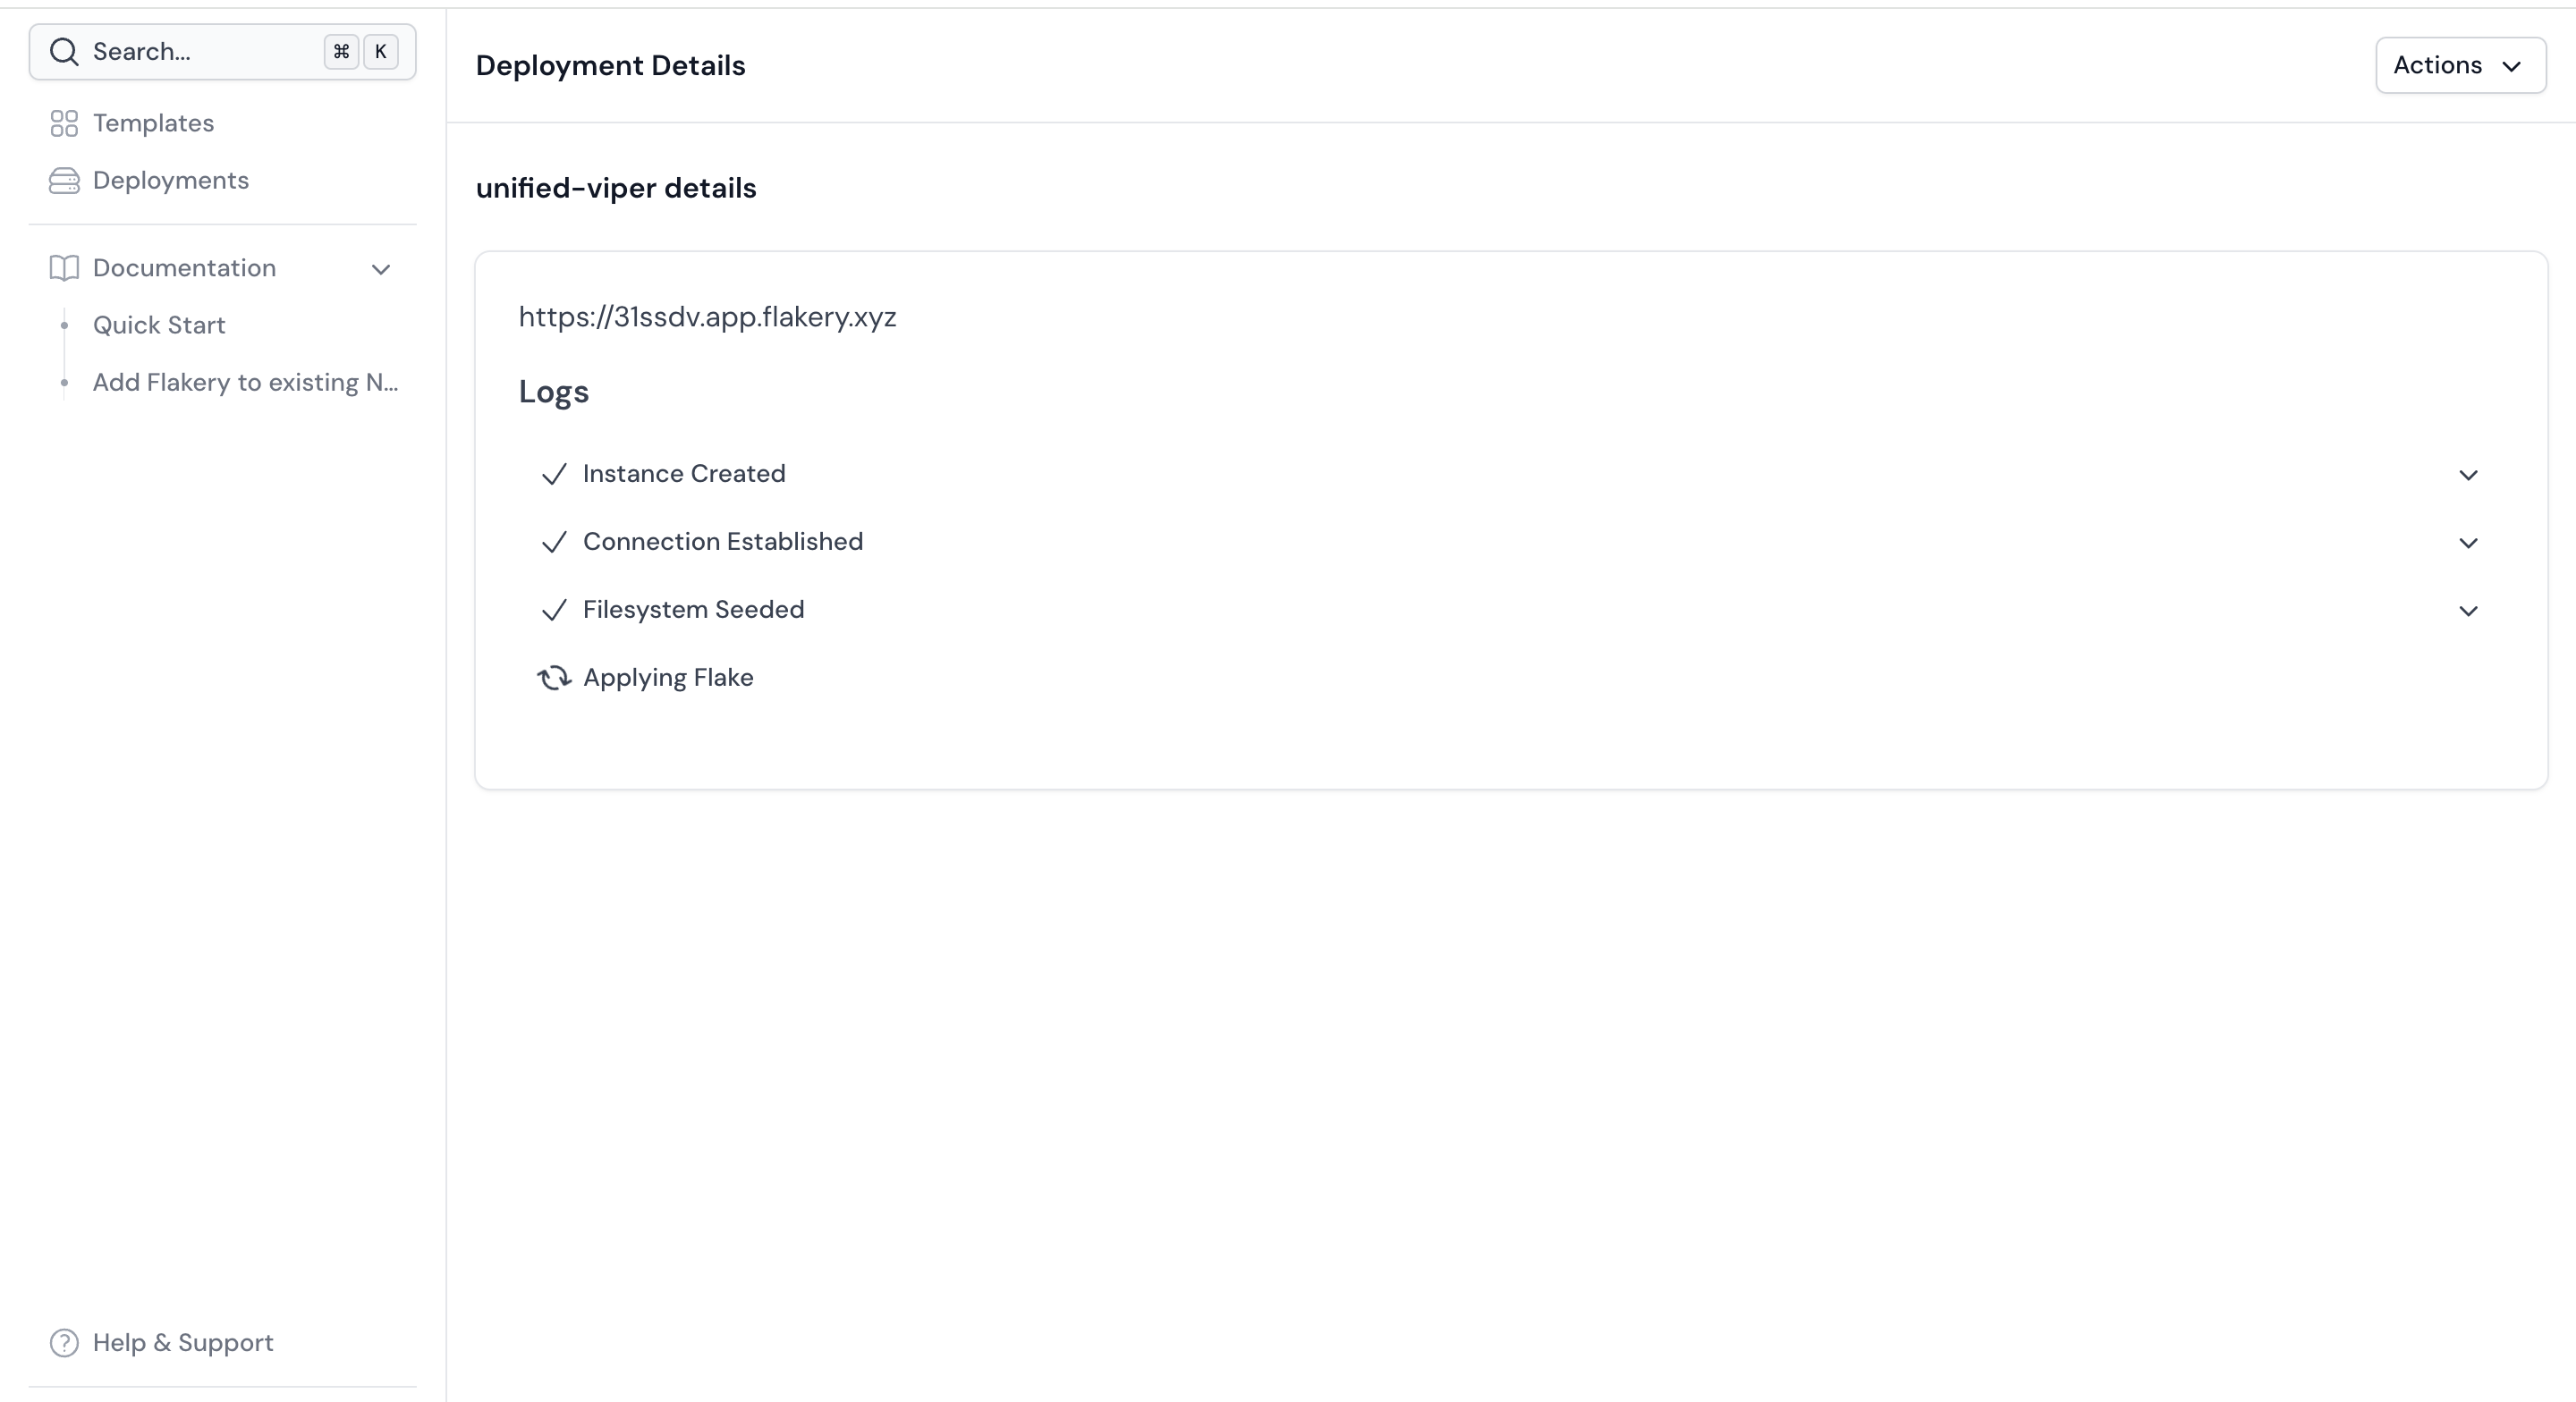 Search...
⌘ K
Templates
Deployments
Documentation
Quick Start
Add Flakery to existing N...
Help & Support
Deployment Details
Actions
unified-viper details
https://31ssdv.app.flakery.xyz
Logs
Instance Created
Connection Established
Filesystem Seeded
Applying Flake